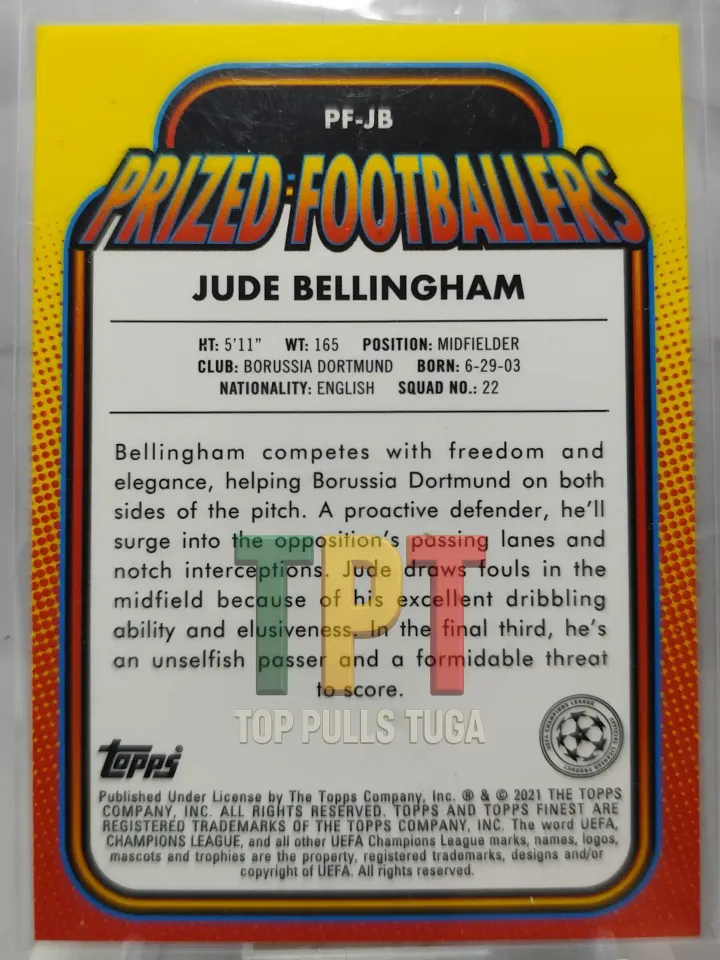 PF-JB
PRIZED FOOTBALLERS
JUDE BELLINGHAM
HT: 5'11" WT: 165 POSITION: MIDFIELDER
CLUB: BORUSSIA DORTMUND BORN: 6-29-03
NATIONALITY: ENGLISH SQUAD NO.: 22
Bellingham competes with freedom and
elegance, helping Borussia Dortmund on both
sides of the pitch. A proactive defender, he'll
surge into the opposition's passing lanes and
notch interceptions. Jude draws fouls in the
midfield because of his excellent dribbling
ability and elusiveness. In the final third, he's
an unselfish passer and a formidable threat
to score.
TPT
TOP PULLS TUGA
UEFA CHAMPIONS LEAGUE OFFICIAL LICENSED PRODUCT
Topps
Published Under License by The Topps Company, Inc. ® & © 2021 THE TOPPS
COMPANY, INC. ALL RIGHTS RESERVED. TOPPS AND TOPPS FINEST ARE
REGISTERED TRADEMARKS OF THE TOPPS COMPANY, INC. The word UEFA,
CHAMPIONS LEAGUE, and all other UEFA Champions League marks, names, logos,
mascots and trophies are the property, registered trademarks, designs and/or
copyright of UEFA. All rights reserved.